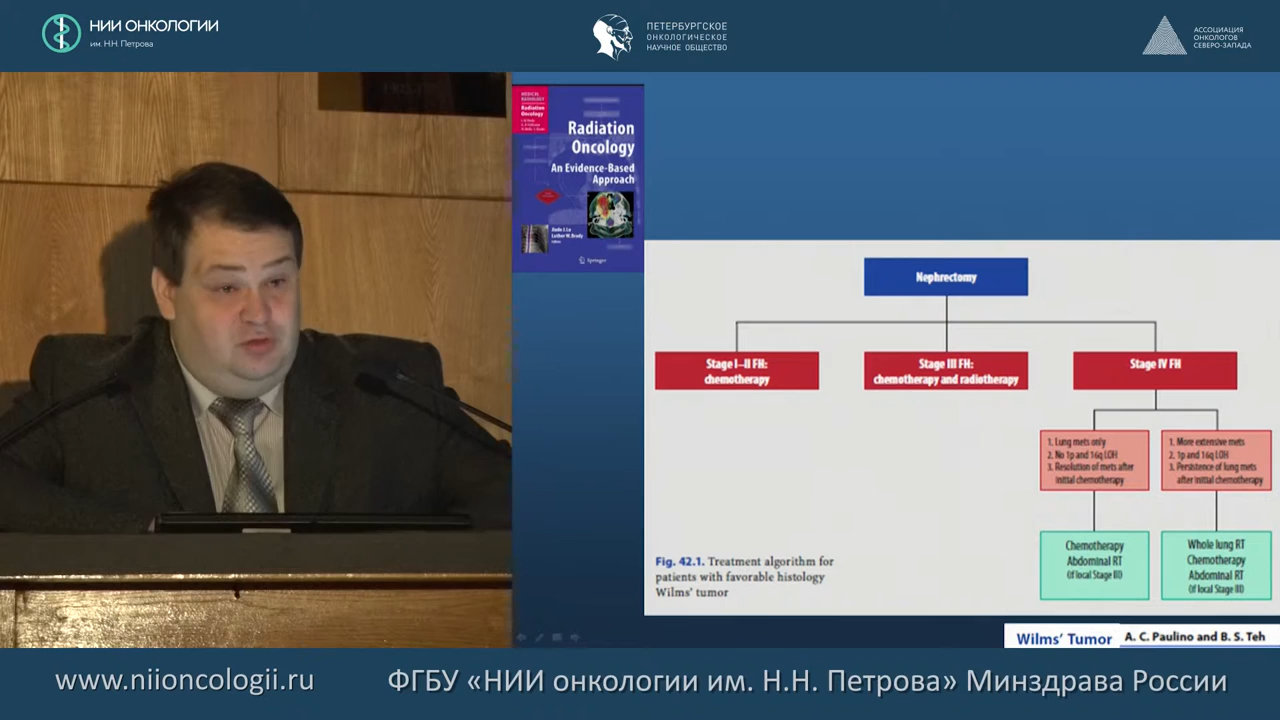 НИИ ОНКОЛОГИИ
им. Н.Н. Петрова
ПЕТЕРБУРГСКОЕ
ОНКОЛОГИЧЕСКОЕ
НАУЧНОЕ ОБЩЕСТВО
АССОЦИАЦИЯ
ОНКОЛОГОВ
СЕВЕРО-ЗАПАДА
MEDICAL
RADIOLOGY
Radiation
Oncology
Radiation
Oncology
An Evidence-Based
Approach
Springer
Nephrectomy
Stage I–II FH:
chemotherapy
Stage III FH:
chemotherapy and radiotherapy
Stage IV FH
1. Lung mets only
2. No 1p and 16q LOH
3. Resolution of mets after
initial chemotherapy
1. More extensive mets
2. 1p and 16q LOH
3. Persistence of lung mets
after initial chemotherapy
Chemotherapy
Abdominal RT
(if local Stage III)
Whole lung RT
Chemotherapy
Abdominal RT
(if local Stage III)
Fig. 42.1. Treatment algorithm for
patients with favorable histology
Wilms' tumor
Wilms' Tumor A. C. Paulino and B. S. Teh
www.niioncologii.ru ФГБУ «НИИ онкологии им. Н.Н. Петрова» Минздрава России